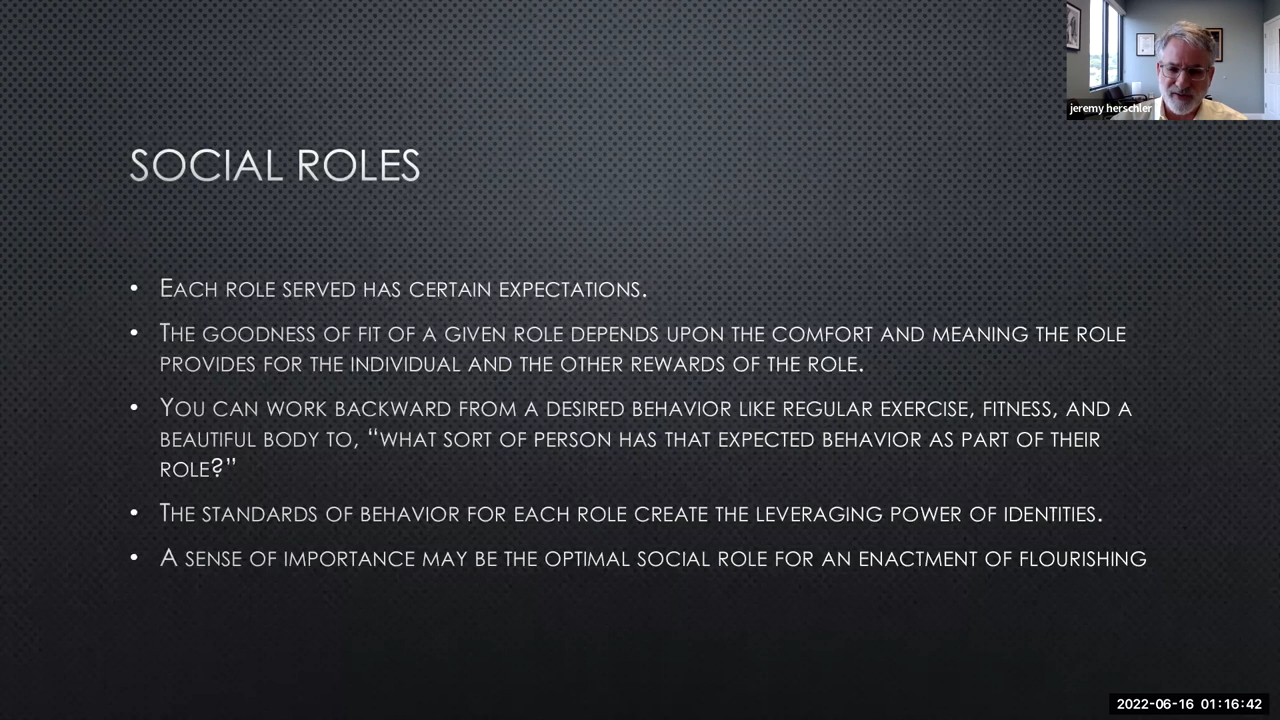 jeremy herschler
SOCIAL ROLES
• EACH ROLE SERVED HAS CERTAIN EXPECTATIONS.
• THE GOODNESS OF FIT OF A GIVEN ROLE DEPENDS UPON THE COMFORT AND MEANING THE ROLE
PROVIDES FOR THE INDIVIDUAL AND THE OTHER REWARDS OF THE ROLE.
• YOU CAN WORK BACKWARD FROM A DESIRED BEHAVIOR LIKE REGULAR EXERCISE, FITNESS, AND A
BEAUTIFUL BODY TO, “WHAT SORT OF PERSON HAS THAT EXPECTED BEHAVIOR AS PART OF THEIR
ROLE?”
• THE STANDARDS OF BEHAVIOR FOR EACH ROLE CREATE THE LEVERAGING POWER OF IDENTITIES.
• A SENSE OF IMPORTANCE MAY BE THE OPTIMAL SOCIAL ROLE FOR AN ENACTMENT OF FLOURISHING
2022-06-16 01:16:42